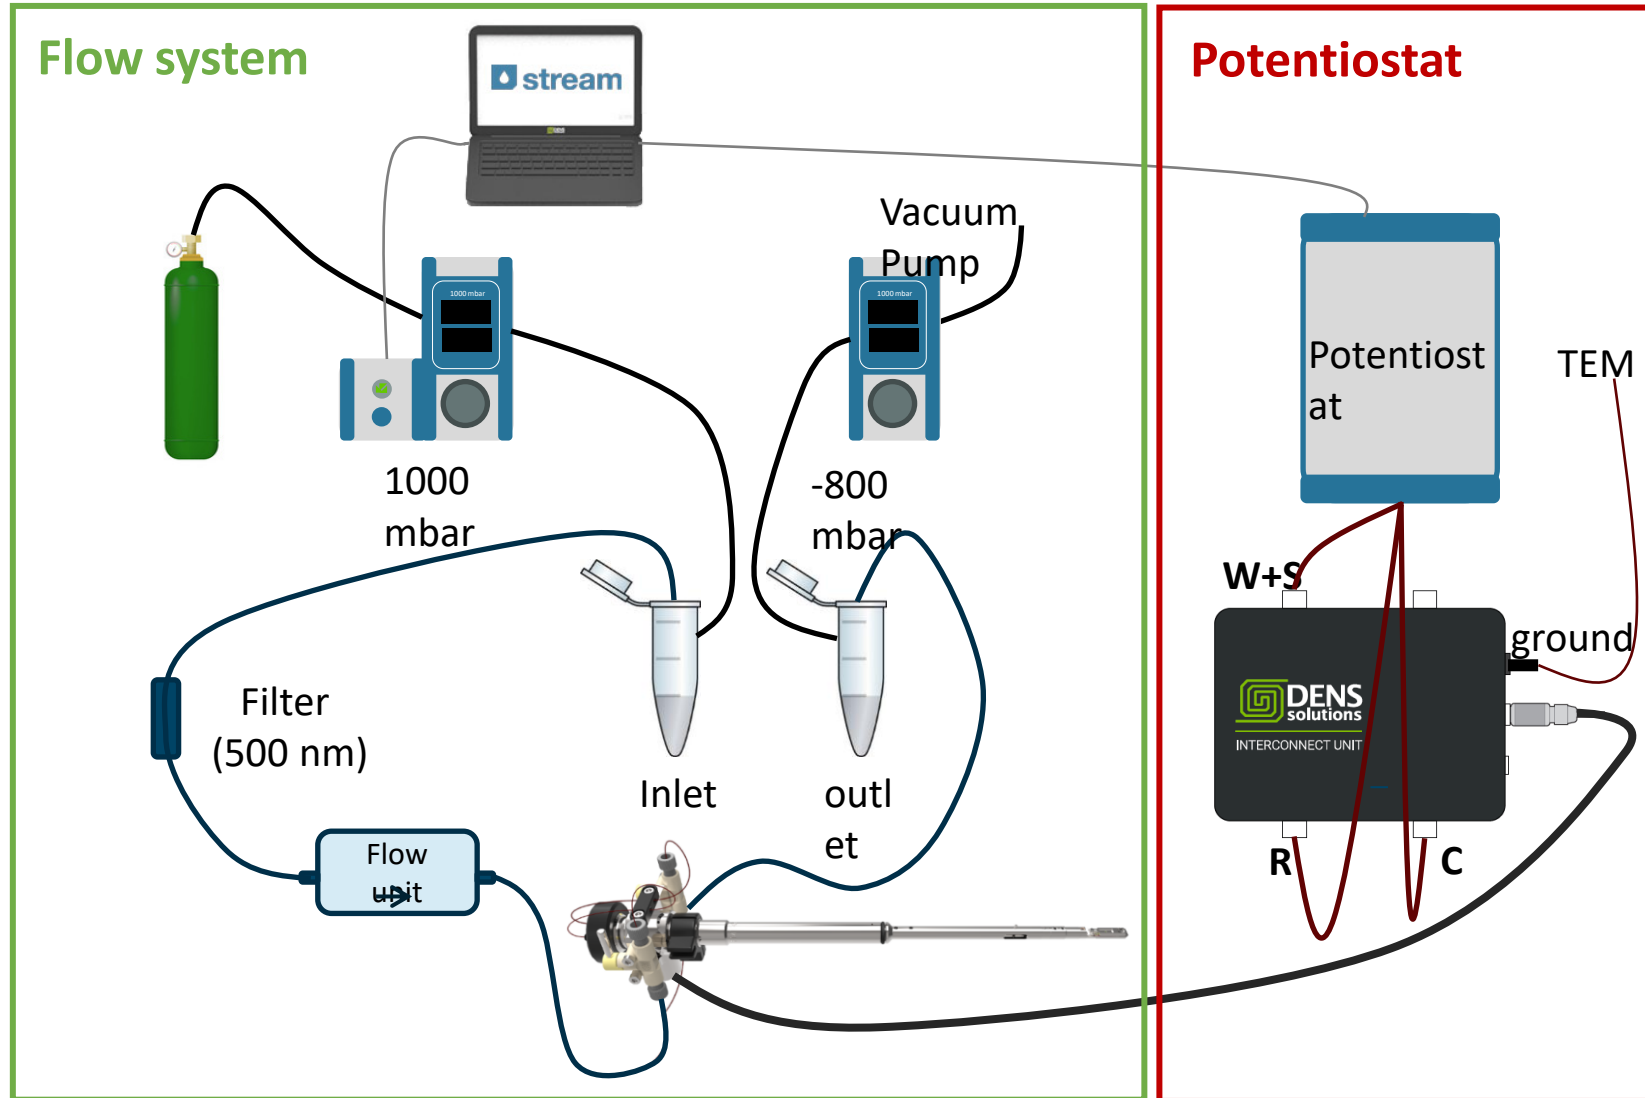 Flow system
Potentiostat
stream
Vacuum
Pump
1000 mbar
1000 mbar
1000
mbar
-800
mbar
Potentiost
at
TEM
W+S
ground
DENS
solutions
INTERCONNECT UNIT
R
C
Filter
(500 nm)
Inlet
outl
et
Flow
unit